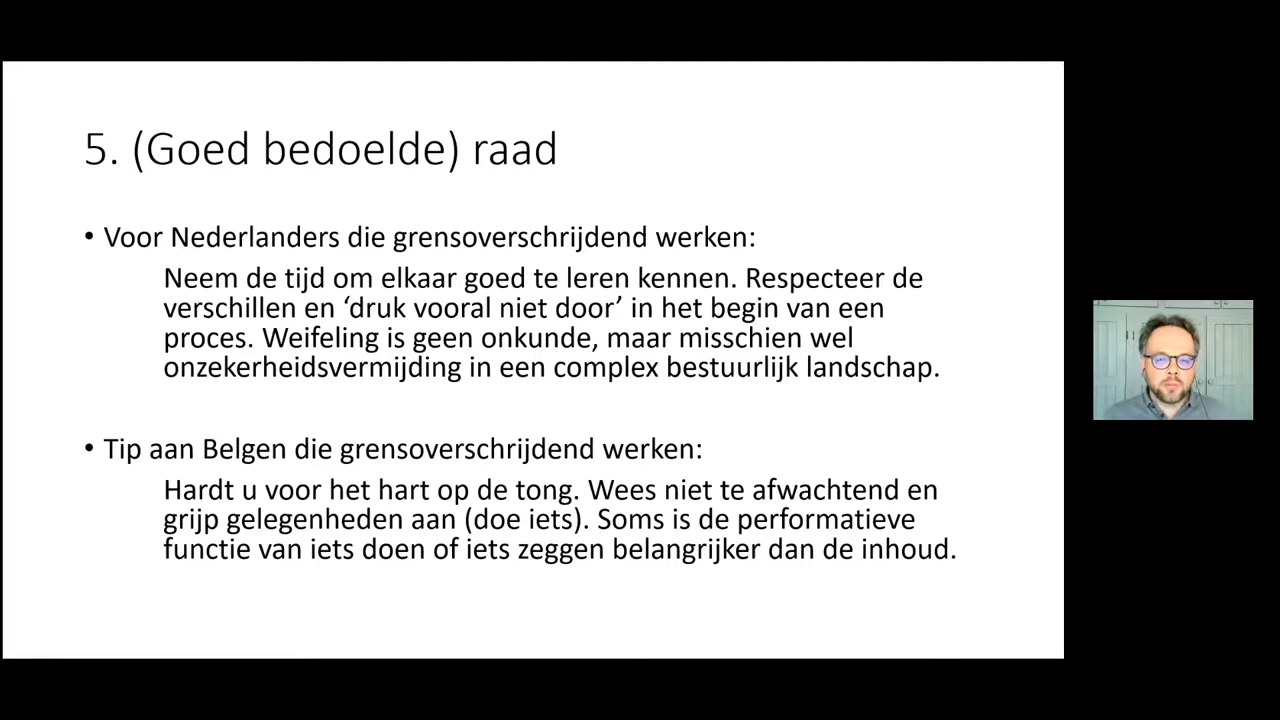 5. (Goed bedoelde) raad
• Voor Nederlanders die grensoverschrijdend werken:
Neem de tijd om elkaar goed te leren kennen. Respecteer de
verschillen en ‘druk vooral niet door’ in het begin van een
proces. Weifeling is geen onkunde, maar misschien wel
onzekerheidsvermijding in een complex bestuurlijk landschap.
• Tip aan Belgen die grensoverschrijdend werken:
Hardt u voor het hart op de tong. Wees niet te afwachtend en
grijp gelegenheden aan (doe iets). Soms is de performatieve
functie van iets doen of iets zeggen belangrijker dan de inhoud.